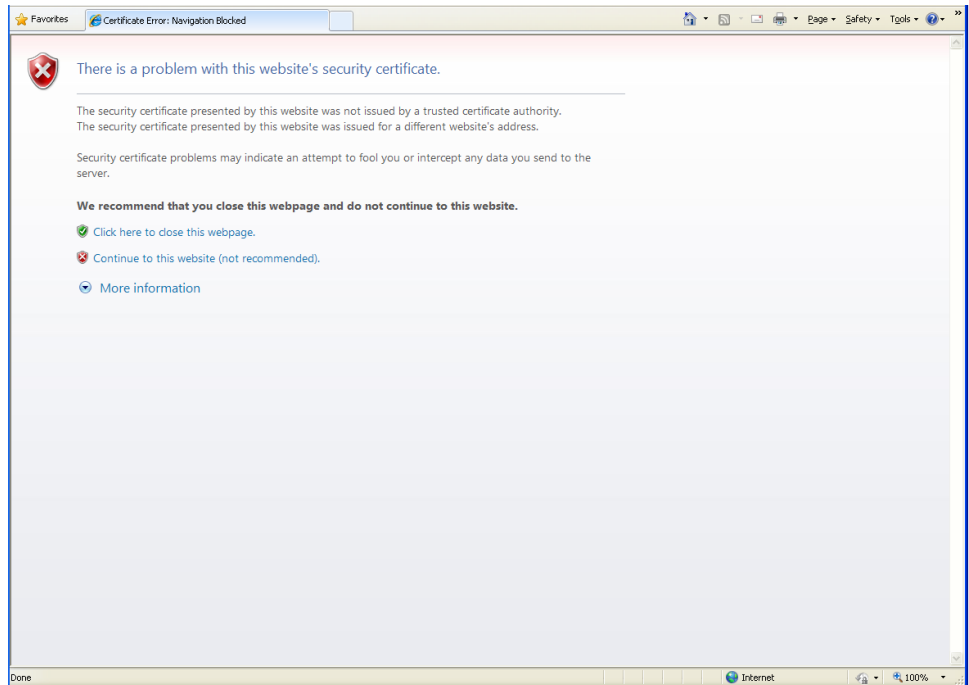 Favorites
Certificate Error: Navigation Blocked
Page
Safety
Tools
»
There is a problem with this website's security certificate.
The security certificate presented by this website was not issued by a trusted certificate authority.
The security certificate presented by this website was issued for a different website's address.
Security certificate problems may indicate an attempt to fool you or intercept any data you send to the
server.
We recommend that you close this webpage and do not continue to this website.
Click here to close this webpage.
Continue to this website (not recommended).
More information
Done
Internet
100%